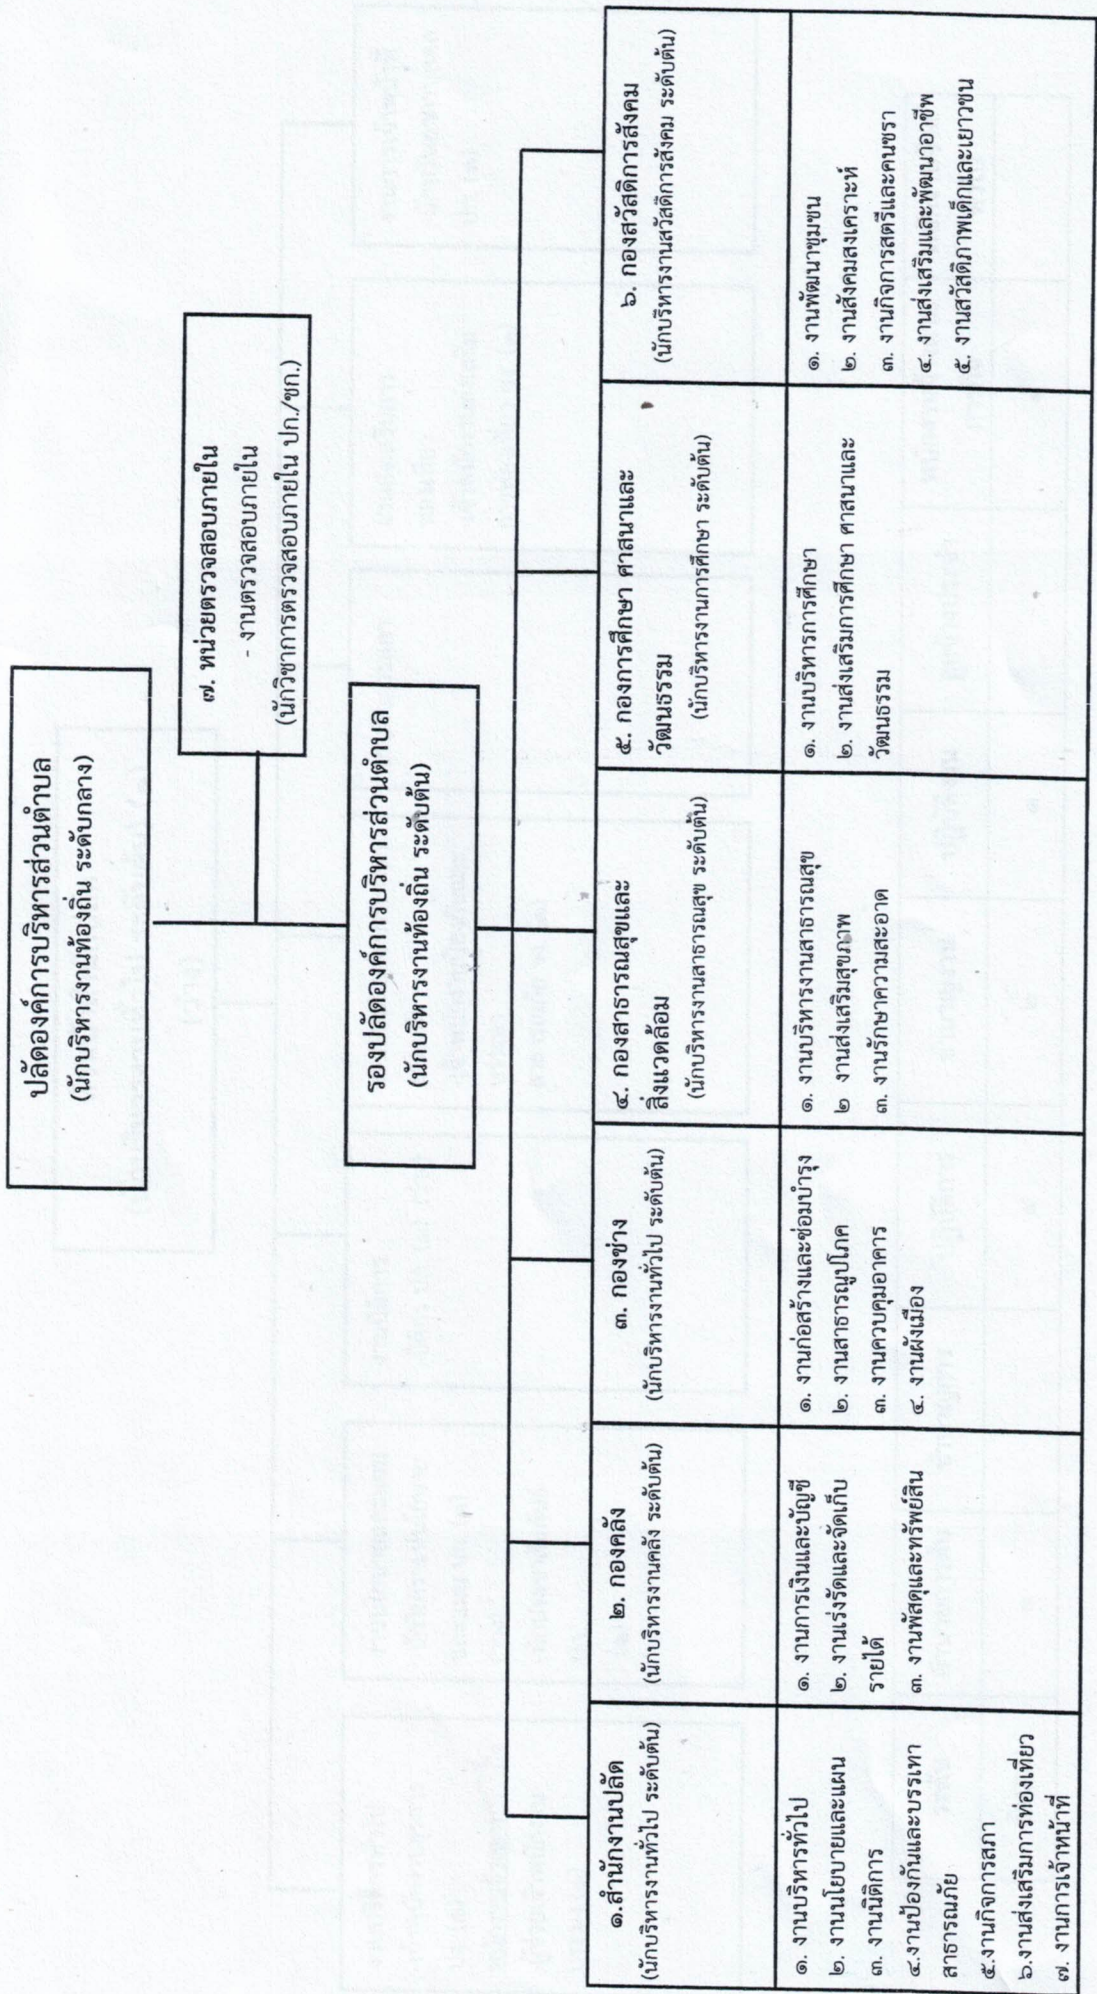 ปลัดองค์การบริหารส่วนตำบล
(นักบริหารงานท้องถิ่น ระดับกลาง)
๗. หน่วยตรวจสอบภายใน
- งานตรวจสอบภายใน
(นักวิชาการตรวจสอบภายใน ปก./ชก.)
รองปลัดองค์การบริหารส่วนตำบล
(นักบริหารงานท้องถิ่น ระดับต้น)
๑.สำนักงานปลัด
(นักบริหารงานทั่วไป ระดับต้น)
๑. งานบริหารทั่วไป
๒. งานนโยบายและแผน
๓. งานนิติการ
๔.งานป้องกันและบรรเทา
สาธารณภัย
๕.งานกิจการสภา
๖.งานส่งเสริมการท่องเที่ยว
๗. งานการเจ้าหน้าที่
๒. กองคลัง
(นักบริหารงานคลัง ระดับต้น)
๑. งานการเงินและบัญชี
๒. งานเร่งรัดและจัดเก็บ
รายได้
๓. งานพัสดุและทรัพย์สิน
๓. กองช่าง
(นักบริหารงานทั่วไป ระดับต้น)
๑. งานก่อสร้างและซ่อมบำรุง
๒. งานสาธารณูปโภค
๓. งานควบคุมอาคาร
๔. งานผังเมือง
๔. กองสาธารณสุขและ
สิ่งแวดล้อม
(นักบริหารงานสาธารณสุข ระดับต้น)
๑. งานบริหารงานสาธารณสุข
๒ งานส่งเสริมสุขภาพ
๓. งานรักษาความสะอาด
๕. กองการศึกษา ศาสนาและ
วัฒนธรรม
(นักบริหารงานการศึกษา ระดับต้น)
๑. งานบริหารการศึกษา
๒. งานส่งเสริมการศึกษา ศาสนาและ
วัฒนธรรม
๖. กองสวัสดิการสังคม
(นักบริหารงานสวัสดิการสังคม ระดับต้น)
๑. งานพัฒนาชุมชน
๒. งานสังคมสงเคราะห์
๓. งานกิจการสตรีและคนชรา
๔. งานส่งเสริมและพัฒนาอาชีพ
๕. งานสวัสดิภาพเด็กและเยาวชน